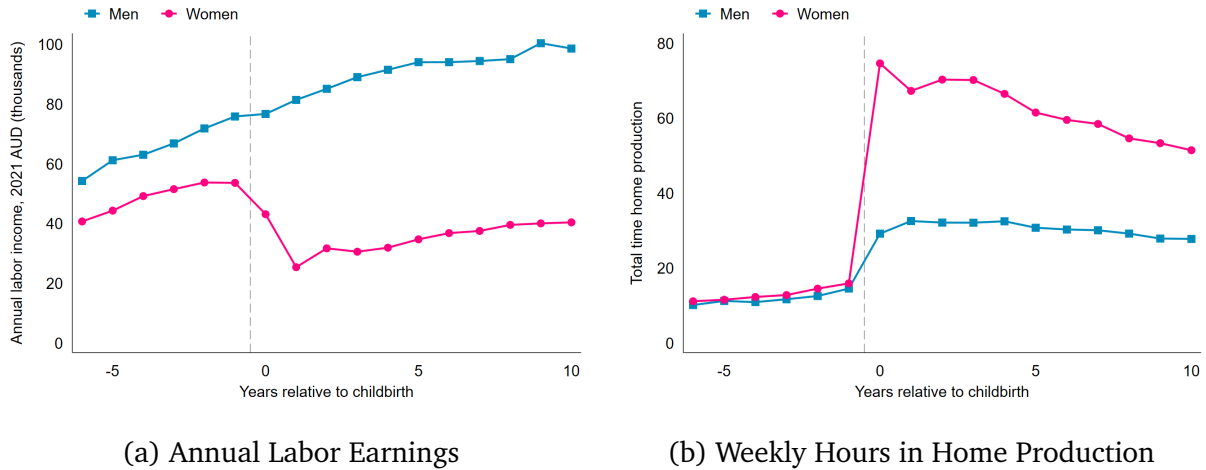 Men Women
Annual Labor income, 2021 AUD (thousands)
100
80
60
40
20
0
-5 0 5 10
Years relative to childbirth
(a) Annual Labor Earnings
Men Women
Total time home production
80
60
40
20
0
-5 0 5 10
Years relative to childbirth
(b) Weekly Hours in Home Production